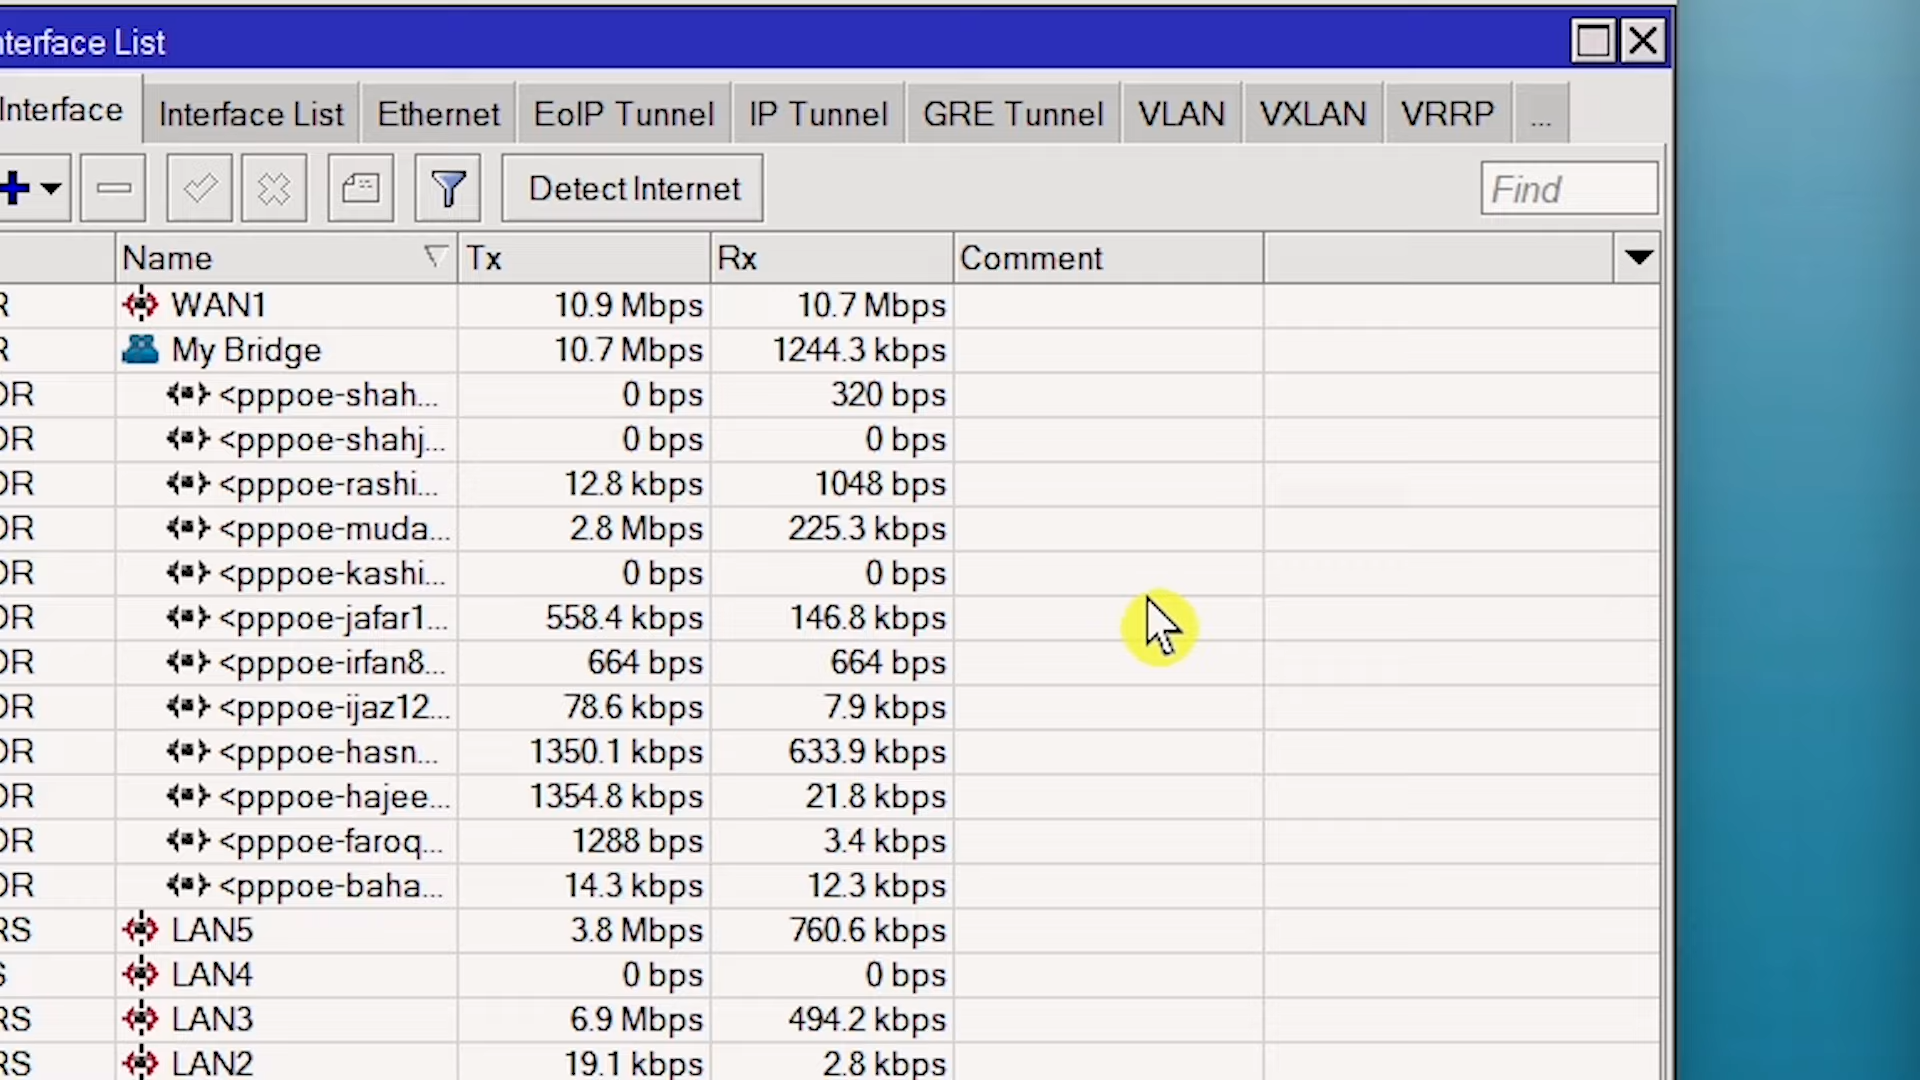 nterface List
Interface Interface List Ethernet EoIP Tunnel IP Tunnel GRE Tunnel VLAN VXLAN VRRP ...
Detect Internet Find
Name Tx Rx Comment
R WAN1 10.9 Mbps 10.7 Mbps
R My Bridge 10.7 Mbps 1244.3 kbps
DR <pppoe-shah... 0 bps 320 bps
DR <pppoe-shahj... 0 bps 0 bps
DR <pppoe-rashi... 12.8 kbps 1048 bps
DR <pppoe-muda... 2.8 Mbps 225.3 kbps
DR <pppoe-kashi... 0 bps 0 bps
DR <pppoe-jafar1... 558.4 kbps 146.8 kbps
DR <pppoe-irfan8... 664 bps 664 bps
DR <pppoe-ijaz12... 78.6 kbps 7.9 kbps
DR <pppoe-hasn... 1350.1 kbps 633.9 kbps
DR <pppoe-hajee... 1354.8 kbps 21.8 kbps
DR <pppoe-faroq... 1288 bps 3.4 kbps
DR <pppoe-baha... 14.3 kbps 12.3 kbps
RS LAN5 3.8 Mbps 760.6 kbps
S LAN4 0 bps 0 bps
RS LAN3 6.9 Mbps 494.2 kbps
RS LAN2 19.1 kbps 2.8 kbps